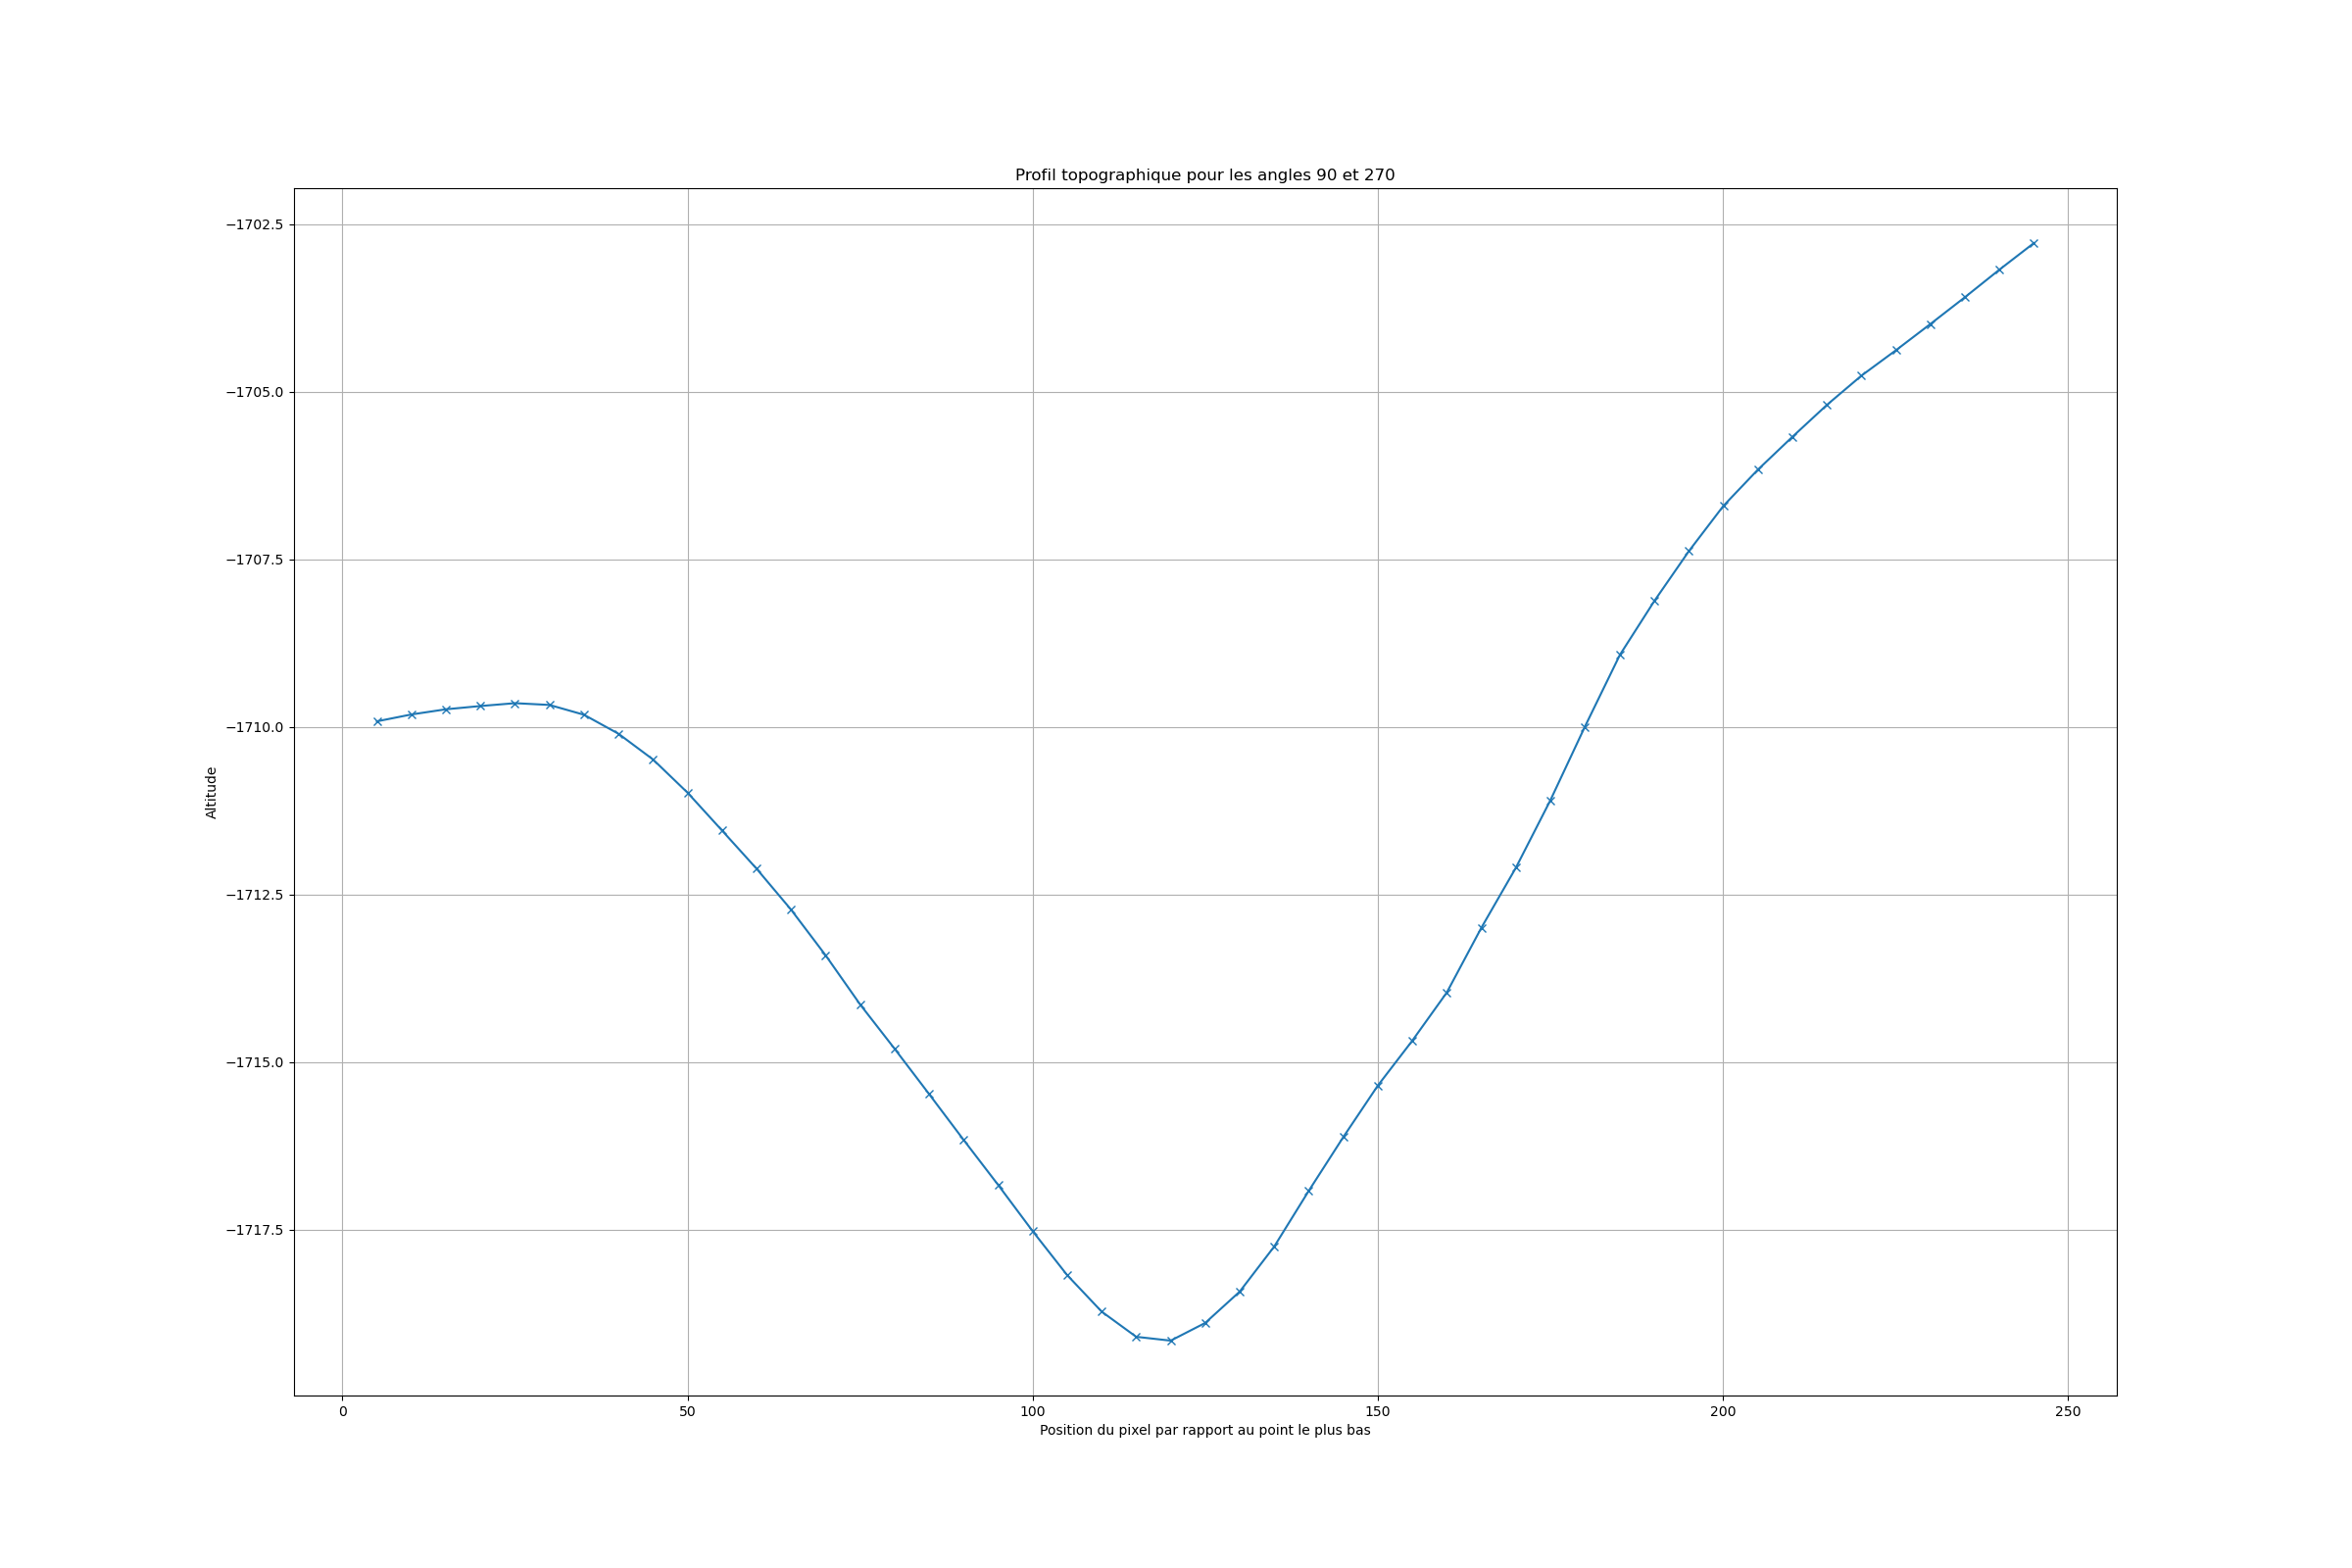 Profil topographique pour les angles 90 et 270
−1702.5
−1705.0
−1707.5
−1710.0
−1712.5
−1715.0
−1717.5
Altitude
0 50 100 150 200 250
Position du pixel par rapport au point le plus bas